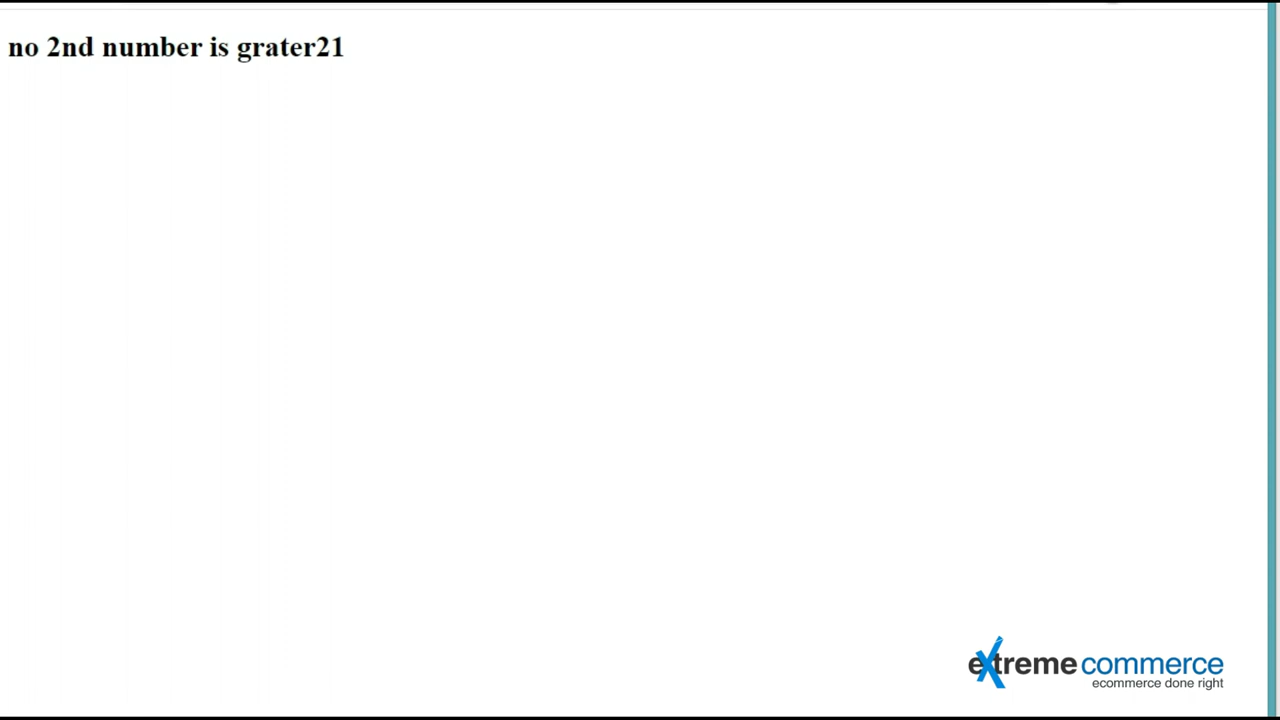 no 2nd number is grater21
extreme commerce
ecommerce done right